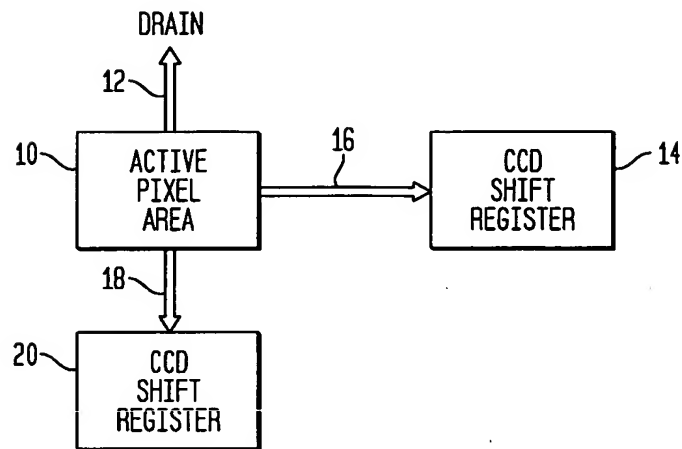 DRAIN
12
10
ACTIVE
PIXEL
AREA
16
CCD
SHIFT
REGISTER
14
18
20
CCD
SHIFT
REGISTER